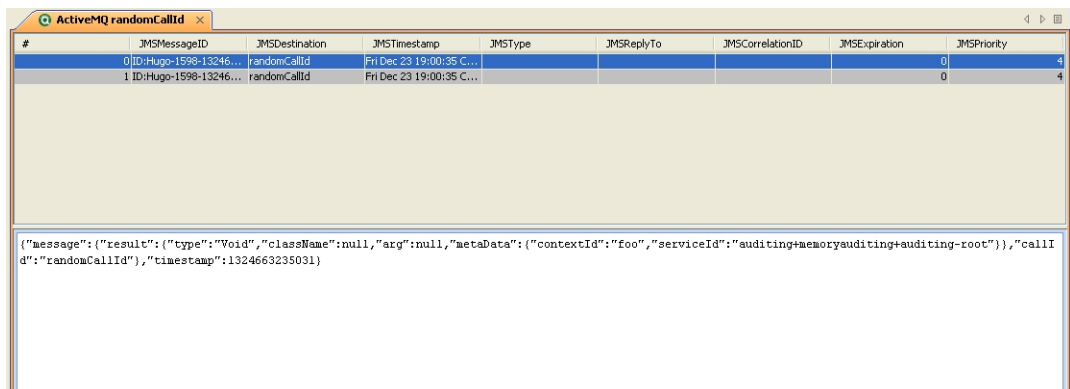 ActiveMQ randomCallId ×
# JMSMessageID JMSDestination JMSTimestamp JMSType JMSReplyTo JMSCorrelationID JMSExpiration JMSPriority
0 ID:Hugo-1598-13246... randomCallId Fri Dec 23 19:00:35 C... 0 4
1 ID:Hugo-1598-13246... randomCallId Fri Dec 23 19:00:35 C... 0 4
{"message":{"result":{"type":"Void","className":null,"arg":null,"metaData":{"contextId":"foo","serviceId":"auditing+memoryauditing+auditing-root"}},"callI
d":"randomCallId"},"timestamp":1324663235031}